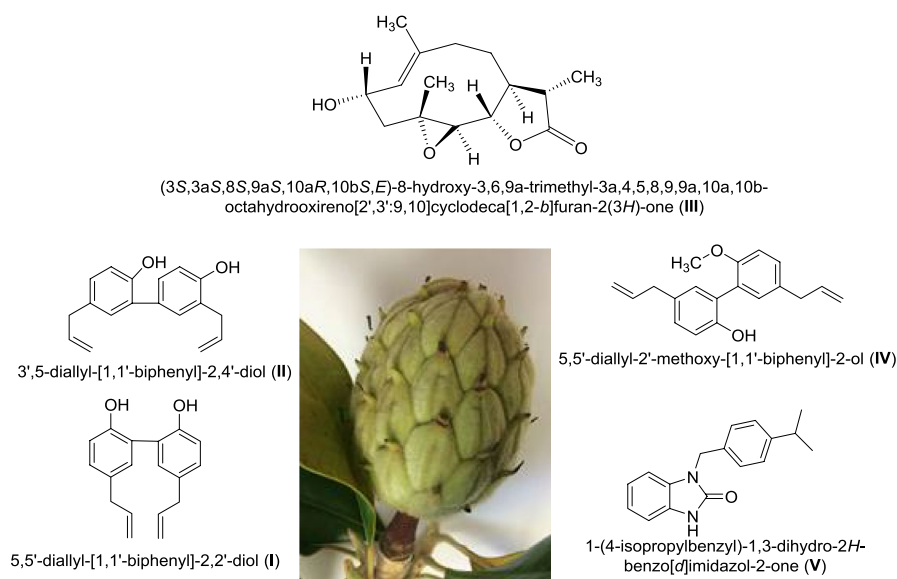 H₃C
H
CH₃
H
CH₃
HO
H
O
H
O
O
(3S,3aS,8S,9aS,10aR,10bS,E)-8-hydroxy-3,6,9a-trimethyl-3a,4,5,8,9,9a,10a,10b-
octahydrooxireno[2',3':9,10]cyclodeca[1,2-b]furan-2(3H)-one (III)
OH
OH
3',5-diallyl-[1,1'-biphenyl]-2,4'-diol (II)
O
H₃C
OH
5,5'-diallyl-2'-methoxy-[1,1'-biphenyl]-2-ol (IV)
OH OH
5,5'-diallyl-[1,1'-biphenyl]-2,2'-diol (I)
N
O
N
H
1-(4-isopropylbenzyl)-1,3-dihydro-2H-
benzo[d]imidazol-2-one (V)